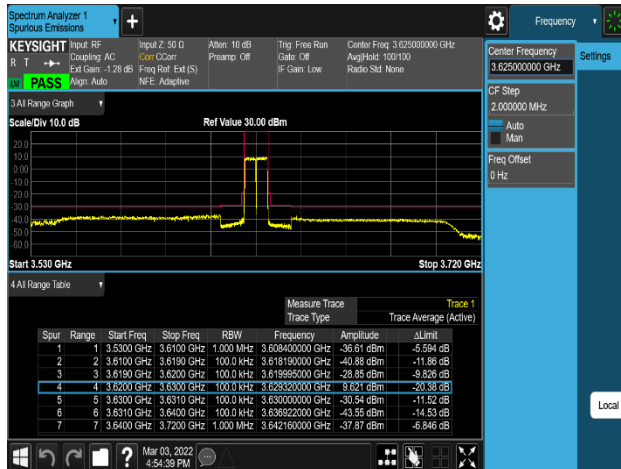 Spectrum Analyzer 1
Spurious Emissions
Frequency
KEYSIGHT
R T
PASS
Input: RF
Coupling: AC
Ext Gain: -1.28 dB
Align: Auto
Input Z: 50 Ω
Corr CCorr
Freq Ref: Ext (S)
NFE: Adaptive
Atten: 10 dB
Preamp: Off
Trig: Free Run
Gate: Off
IF Gain: Low
Center Freq: 3.625000000 GHz
Avg|Hold: 100/100
Radio Std: None
Center Frequency
3.625000000 GHz
Settings
CF Step
2.000000 MHz
Auto
Man
Freq Offset
0 Hz
3 All Range Graph
Scale/Div 10.0 dB
Ref Value 30.00 dBm
20.0
10.0
0.00
-10.0
-20.0
-30.0
-40.0
-50.0
-60.0
Start 3.530 GHz
Stop 3.720 GHz
4 All Range Table
Measure Trace Trace 1
Trace Type Trace Average (Active)
Spur Range Start Freq Stop Freq RBW Frequency Amplitude ΔLimit
1 1 3.5300 GHz 3.6100 GHz 1.000 MHz 3.608400000 GHz -36.61 dBm -5.594 dB
2 2 3.6100 GHz 3.6190 GHz 100.0 kHz 3.618190000 GHz -40.88 dBm -11.86 dB
3 3 3.6190 GHz 3.6200 GHz 100.0 kHz 3.619995000 GHz -28.85 dBm -9.826 dB
4 4 3.6200 GHz 3.6300 GHz 100.0 kHz 3.629320000 GHz 9.621 dBm -20.38 dB
5 5 3.6300 GHz 3.6310 GHz 100.0 kHz 3.630000000 GHz -30.54 dBm -11.52 dB
6 6 3.6310 GHz 3.6400 GHz 100.0 kHz 3.636922000 GHz -43.55 dBm -14.53 dB
7 7 3.6400 GHz 3.7200 GHz 1.000 MHz 3.642160000 GHz -37.87 dBm -6.846 dB
Local
?
Mar 03, 2022
4:54:39 PM